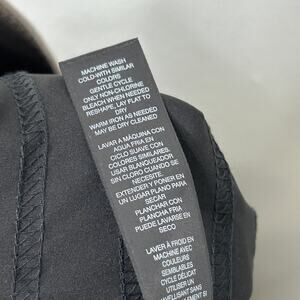 MACHINE WASH
COLD-WITH SIMILAR
COLORS
GENTLE CYCLE
ONLY NON-CHLORINE
BLEACH WHEN NEEDED
RESHAPE, LAY FLAT TO
DRY
WARM IRON AS NEEDED
MAY BE DRY CLEANED
LAVAR A MÁQUINA CON
AGUA FRIA EN
CICLO SUAVE CON
COLORES SIMILARES.
USAR BLANQUEADOR
SIN CLORO CUANDO SE
NECESITE.
EXTENDER Y PONER EN
UN LUGAR PLANO PARA
SECAR
PLANCHAR CON
PLANCHA FRIA
PUEDE LAVARSE EN
SECO
LAVER À FROID EN
MACHINE AVEC
COULEURS
SEMBLABLES
CYCLE DÉLICAT
UTILISER UN